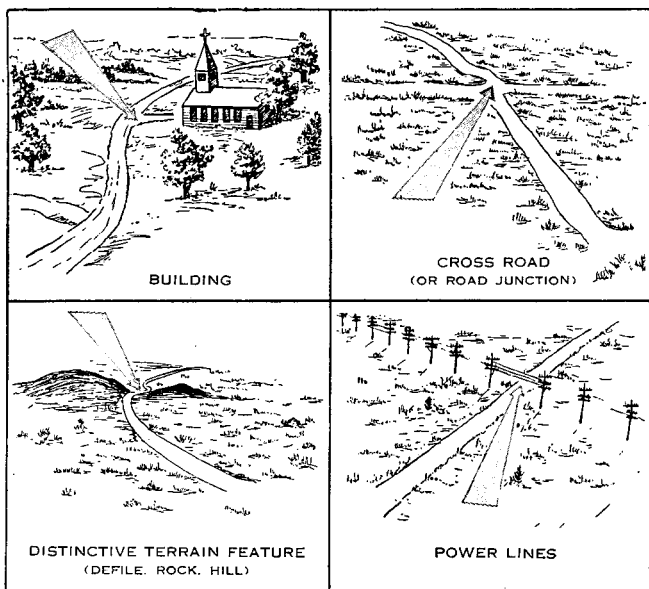 BUILDING
CROSS ROAD
(OR ROAD JUNCTION)
DISTINCTIVE TERRAIN FEATURE
(DEFILE, ROCK, HILL)
POWER LINES